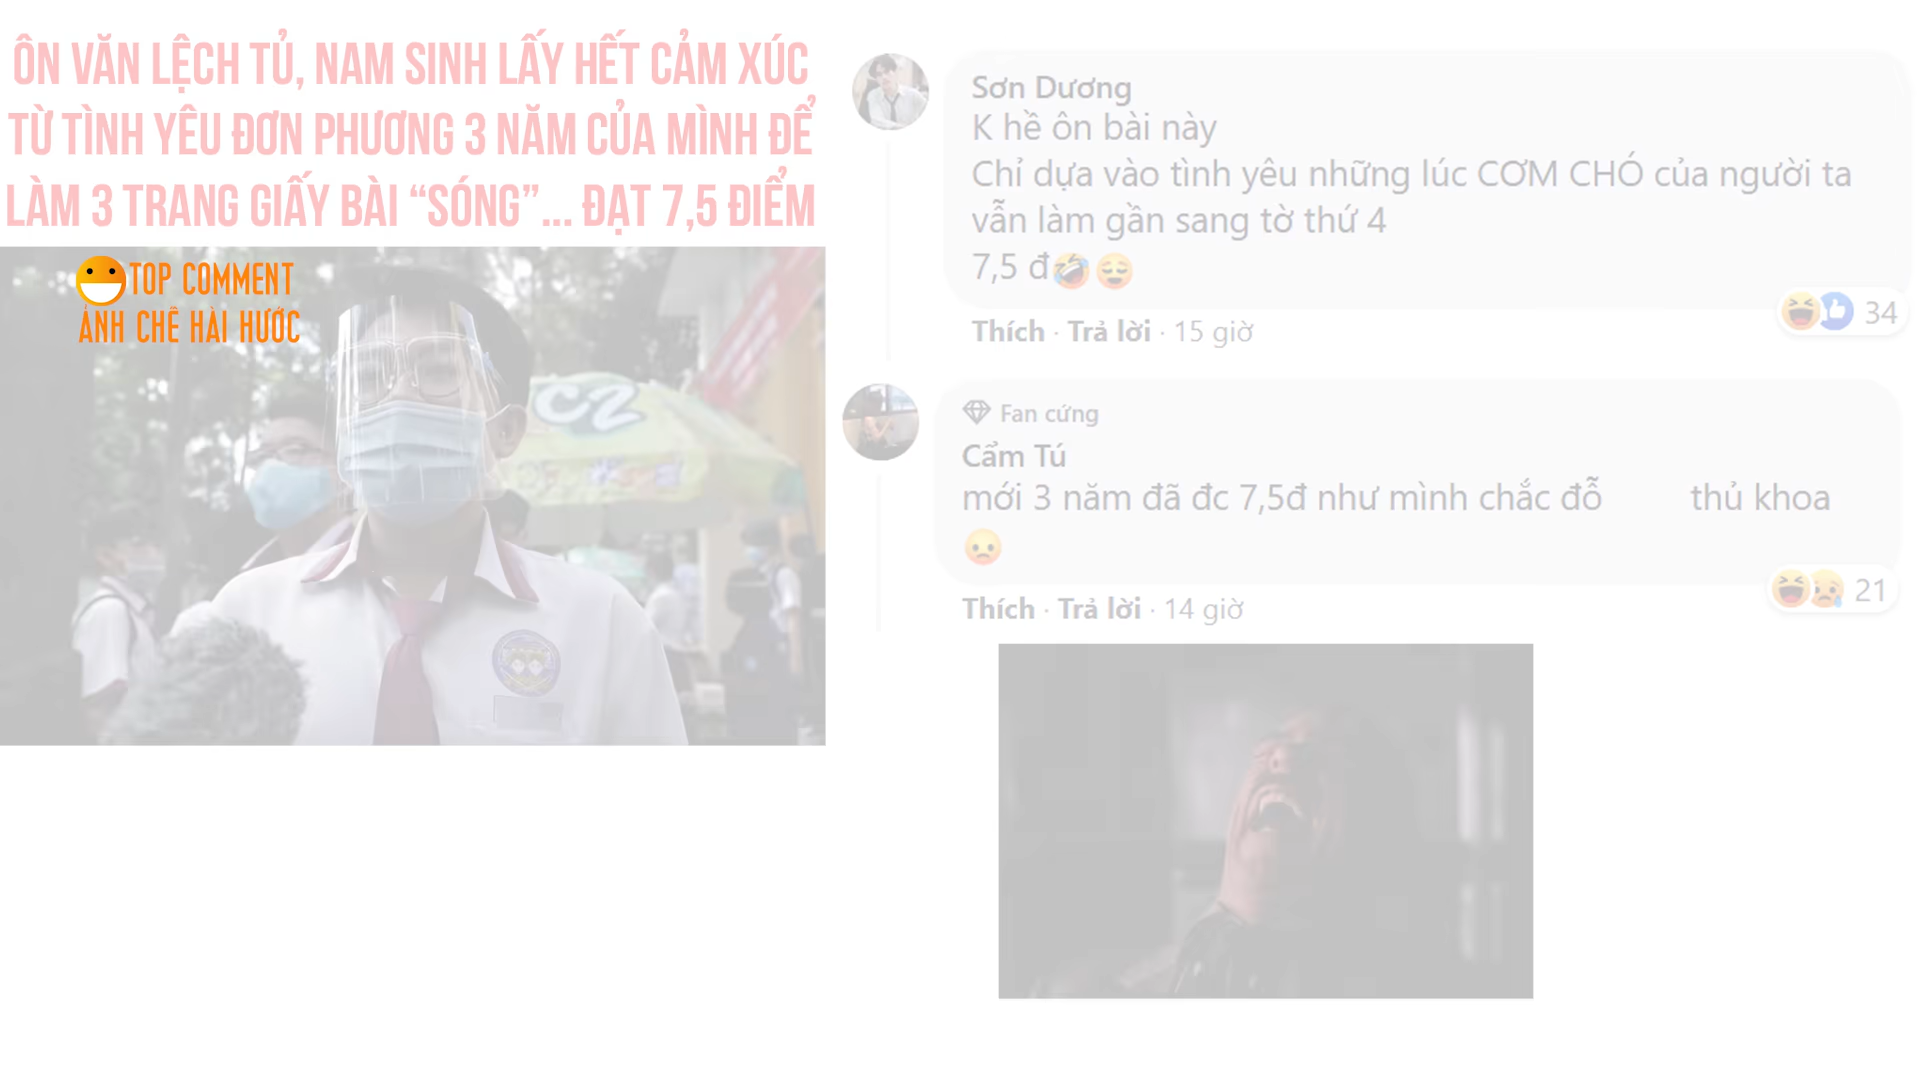 ÔN VĂN LỆCH TỦ, NAM SINH LẤY HẾT CẢM XÚC
TỪ TÌNH YÊU ĐƠN PHƯƠNG 3 NĂM CỦA MÌNH ĐỂ
LÀM 3 TRANG GIẤY BÀI “SÓNG”... ĐẠT 7,5 ĐIỂM
TOP COMMENT
ẢNH CHẾ HÀI HƯỚC
C2
Sơn Dương
K hề ôn bài này
Chỉ dựa vào tình yêu những lúc CƠM CHÓ của người ta
vẫn làm gần sang tờ thứ 4
7,5 đ🤣😌
34
Thích · Trả lời · 15 giờ
Fan cứng
Cẩm Tú
mới 3 năm đã đc 7,5đ như mình chắc đỗ thủ khoa
😡
21
Thích · Trả lời · 14 giờ